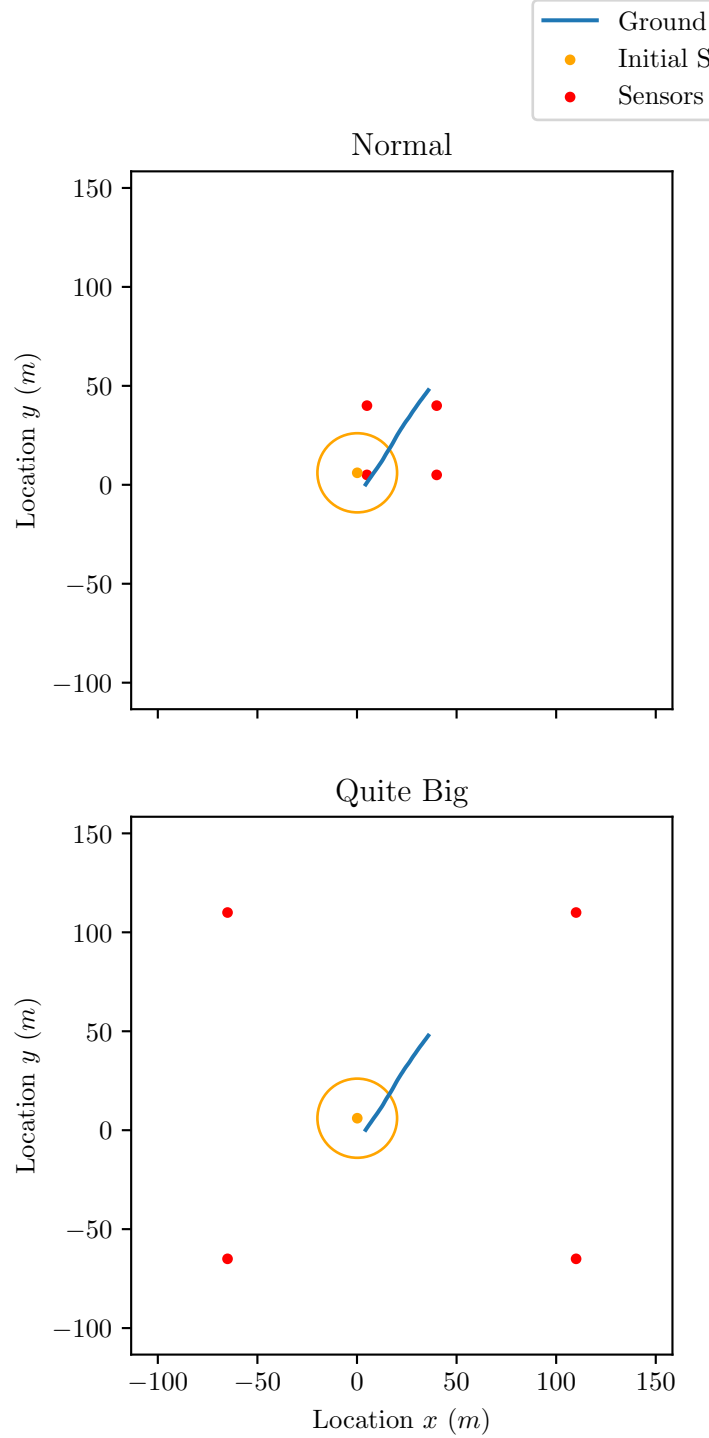 Ground
Initial S
Sensors
Normal
150
100
50
0
−50
−100
Location y (m)
Quite Big
150
100
50
0
−50
−100
Location y (m)
−100 −50 0 50 100 150
Location x (m)